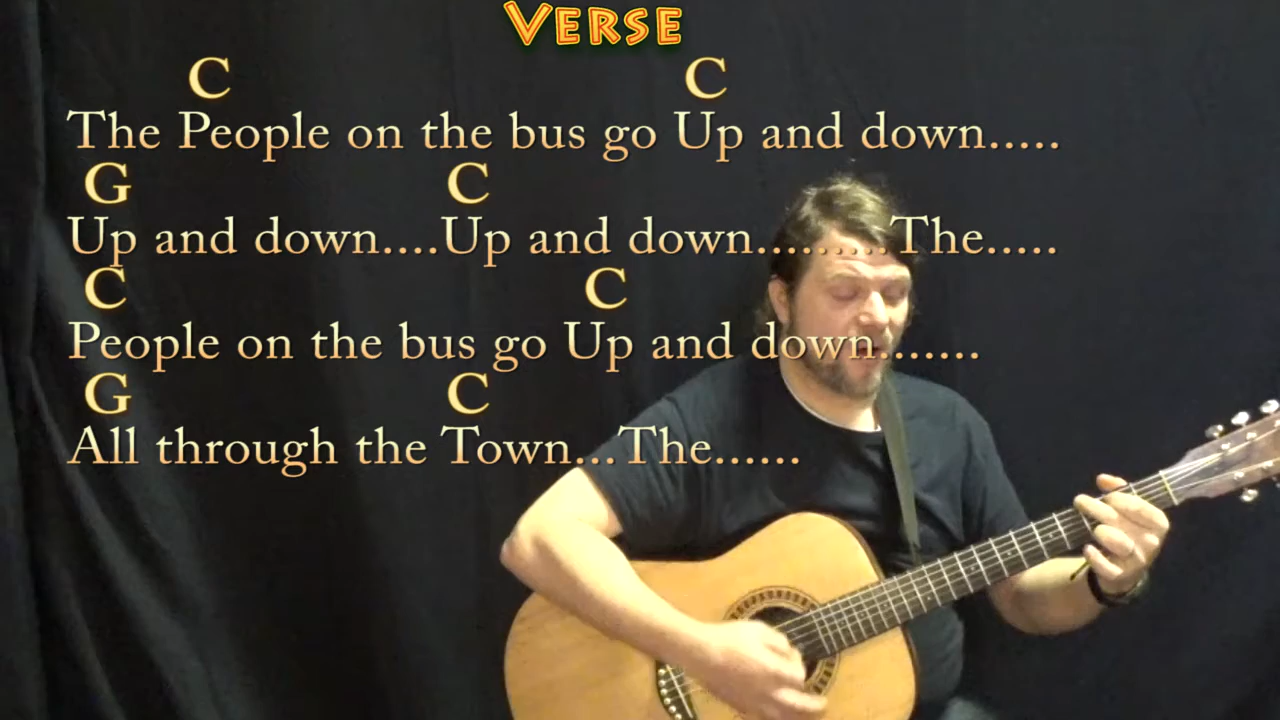 VERSE
C C
The People on the bus go Up and down.....
G C
Up and down....Up and down.........The.....
C C
People on the bus go Up and down.......
G C
All through the Town...The......